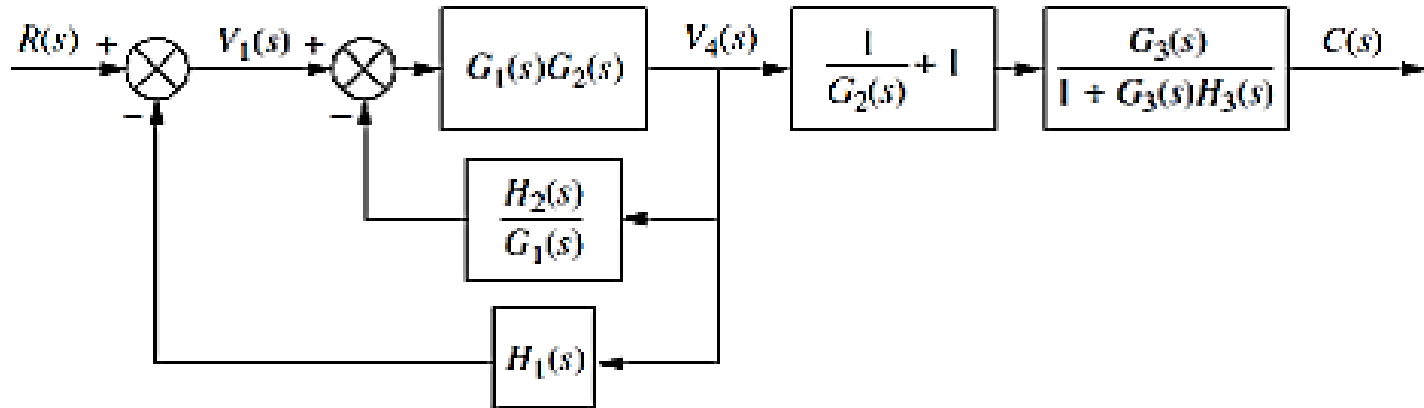 R(s) +
V₁(s) +
G₁(s)G₂(s)
V₄(s)
1
G₂(s)
+ 1
G₃(s)
1 + G₃(s)H₃(s)
C(s)
−
−
H₂(s)
G₁(s)
H₁(s)